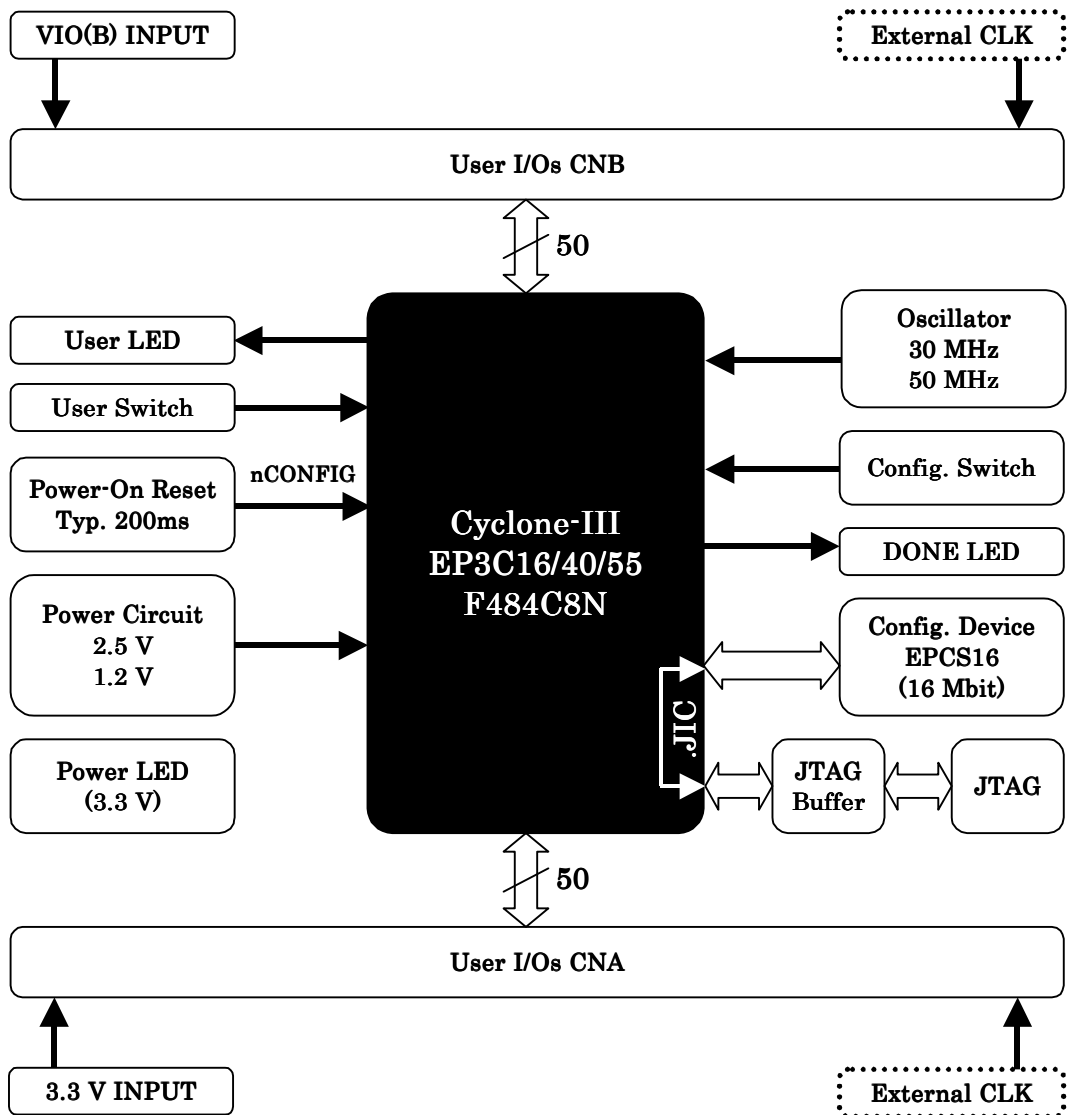 VIO(B) INPUT
External CLK
User I/Os CNB
50
User LED
User Switch
nCONFIG
Power-On Reset
Typ. 200ms
Power Circuit
2.5 V
1.2 V
Power LED
(3.3 V)
Cyclone-III
EP3C16/40/55
F484C8N
Oscillator
30 MHz
50 MHz
Config. Switch
DONE LED
Config. Device
EPCS16
(16 Mbit)
.JIC
JTAG
Buffer
JTAG
50
User I/Os CNA
3.3 V INPUT
External CLK